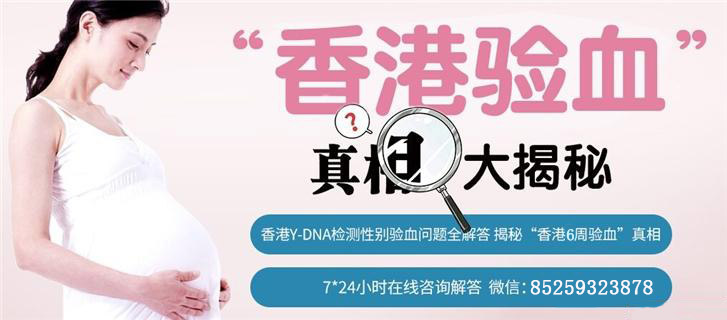 “香港验血”
?
真相大揭秘
香港Y-DNA检测性别验血问题全解答 揭秘“香港6周验血”真相
7*24小时在线咨询解答 微信：85259323878